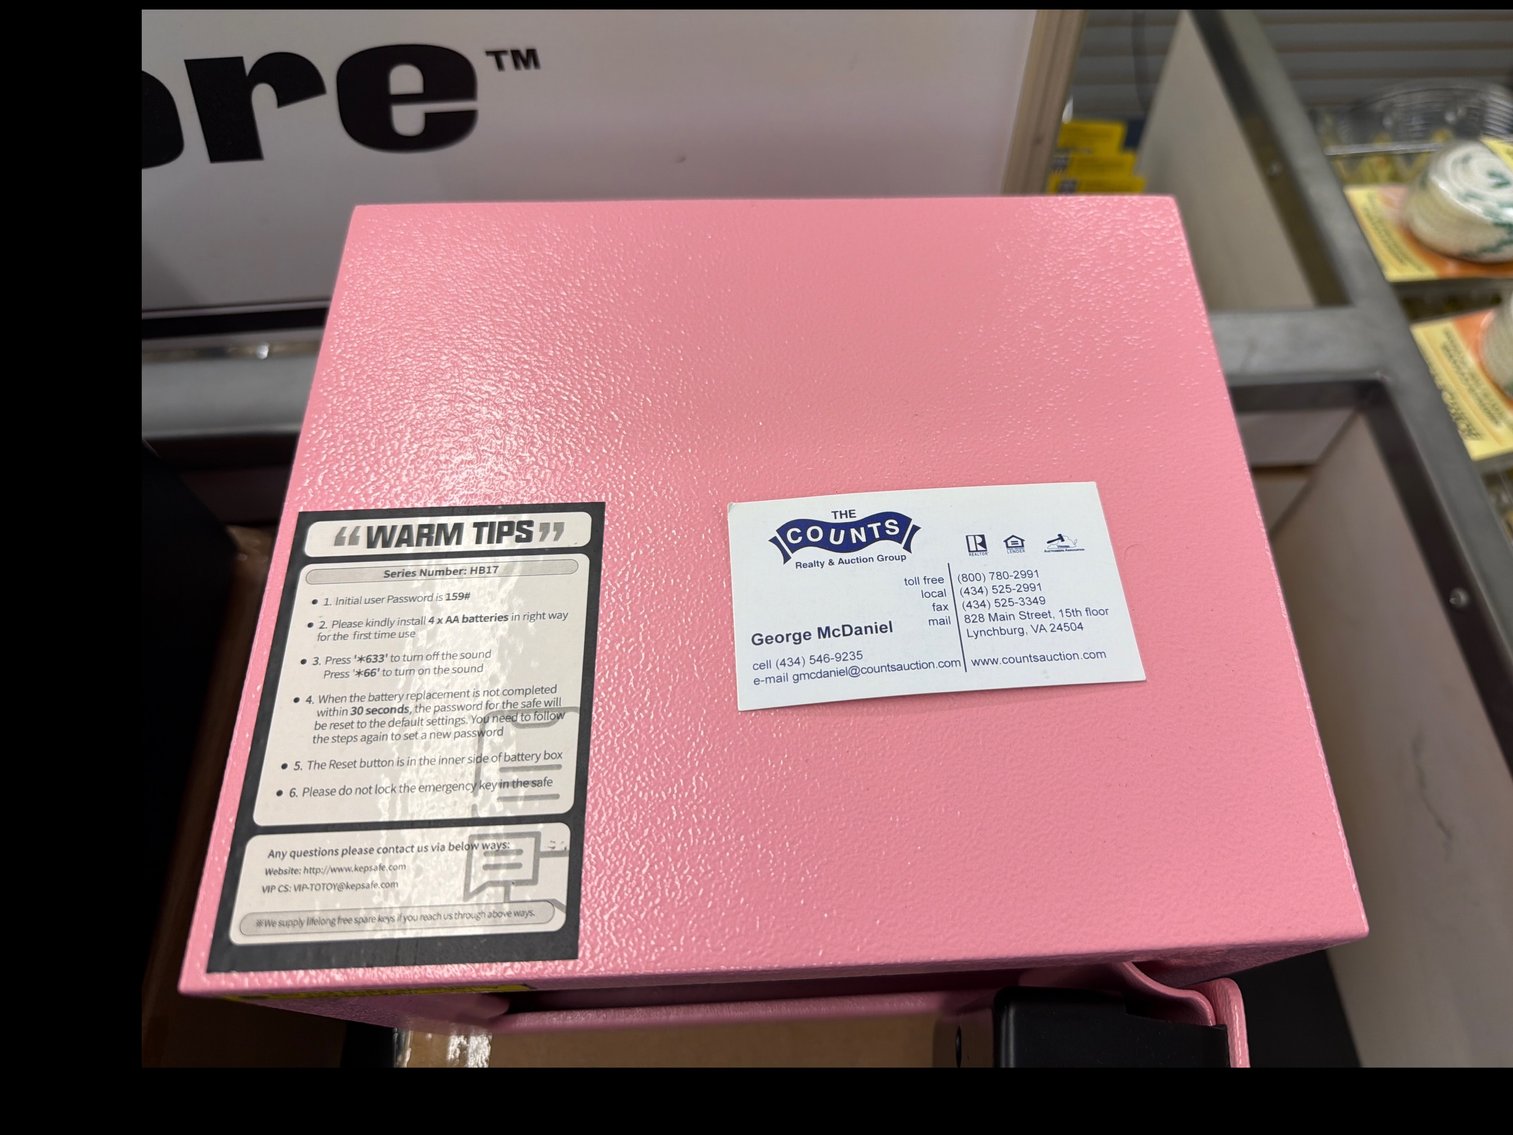 ore™
“ WARM TIPS ”
Series Number: HB17
• 1. Initial user Password is 159#
• 2. Please kindly install 4 x AA batteries in right way
for the first time use
• 3. Press '✶633' to turn off the sound
Press '✶66' to turn on the sound
• 4. When the battery replacement is not completed
within 30 seconds, the password for the safe will
be reset to the default settings. You need to follow
the steps again to set a new password
• 5. The Reset button is in the inner side of battery box
• 6. Please do not lock the emergency key in the safe
Any questions please contact us via below ways:
Website: http://www.kepsafe.com
VIP CS: VIP-TOTOY@kepsafe.com
※We supply lifelong free spare keys if you reach us through above ways.
THE
COUNTS
Realty & Auction Group
REALTOR
LENDER
toll free (800) 780-2991
local (434) 525-2991
fax (434) 525-3349
mail 828 Main Street, 15th floor
Lynchburg, VA 24504
George McDaniel
cell (434) 546-9235
e-mail gmcdaniel@countsauction.com
www.countsauction.com